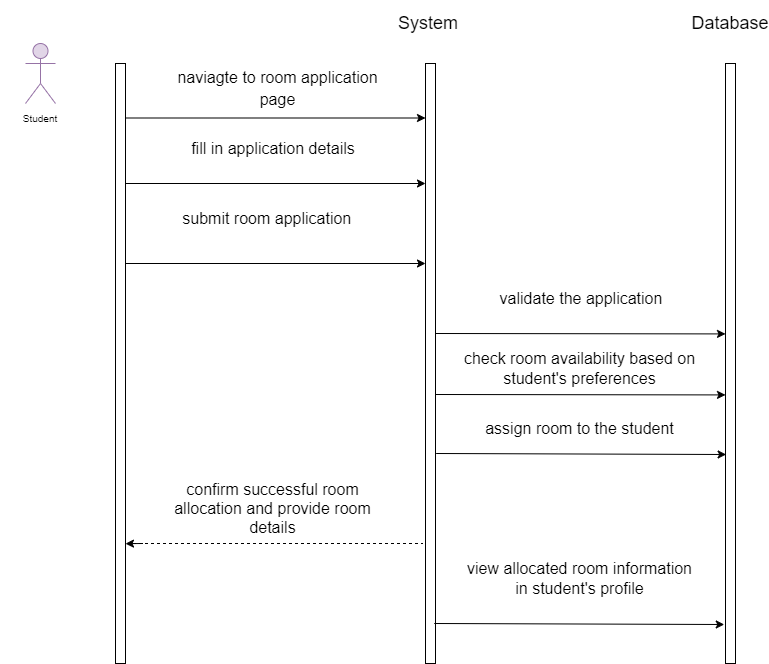 System
Database
Student
naviagte to room application
page
fill in application details
submit room application
validate the application
check room availability based on
student's preferences
assign room to the student
confirm successful room
allocation and provide room
details
view allocated room information
in student's profile